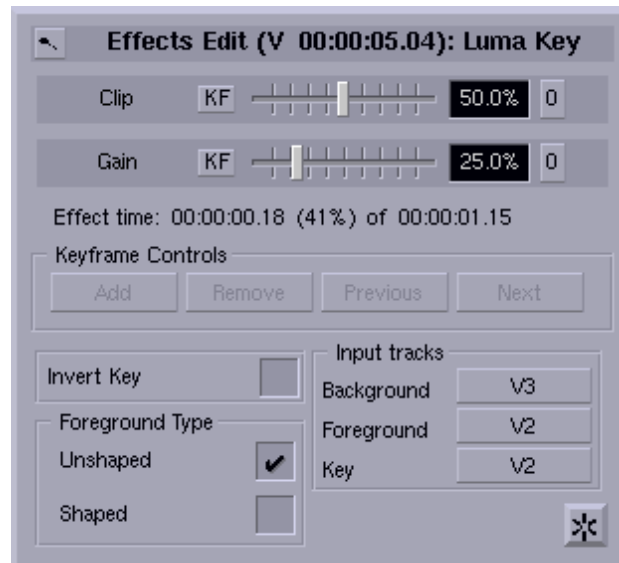 Effects Edit (V 00:00:05.04): Luma Key
Clip KF 50.0% 0
Gain KF 25.0% 0
Effect time: 00:00:00.18 (41%) of 00:00:01.15
Keyframe Controls
Add Remove Previous Next
Invert Key
Foreground Type
Unshaped
Shaped
Input tracks
Background V3
Foreground V2
Key V2